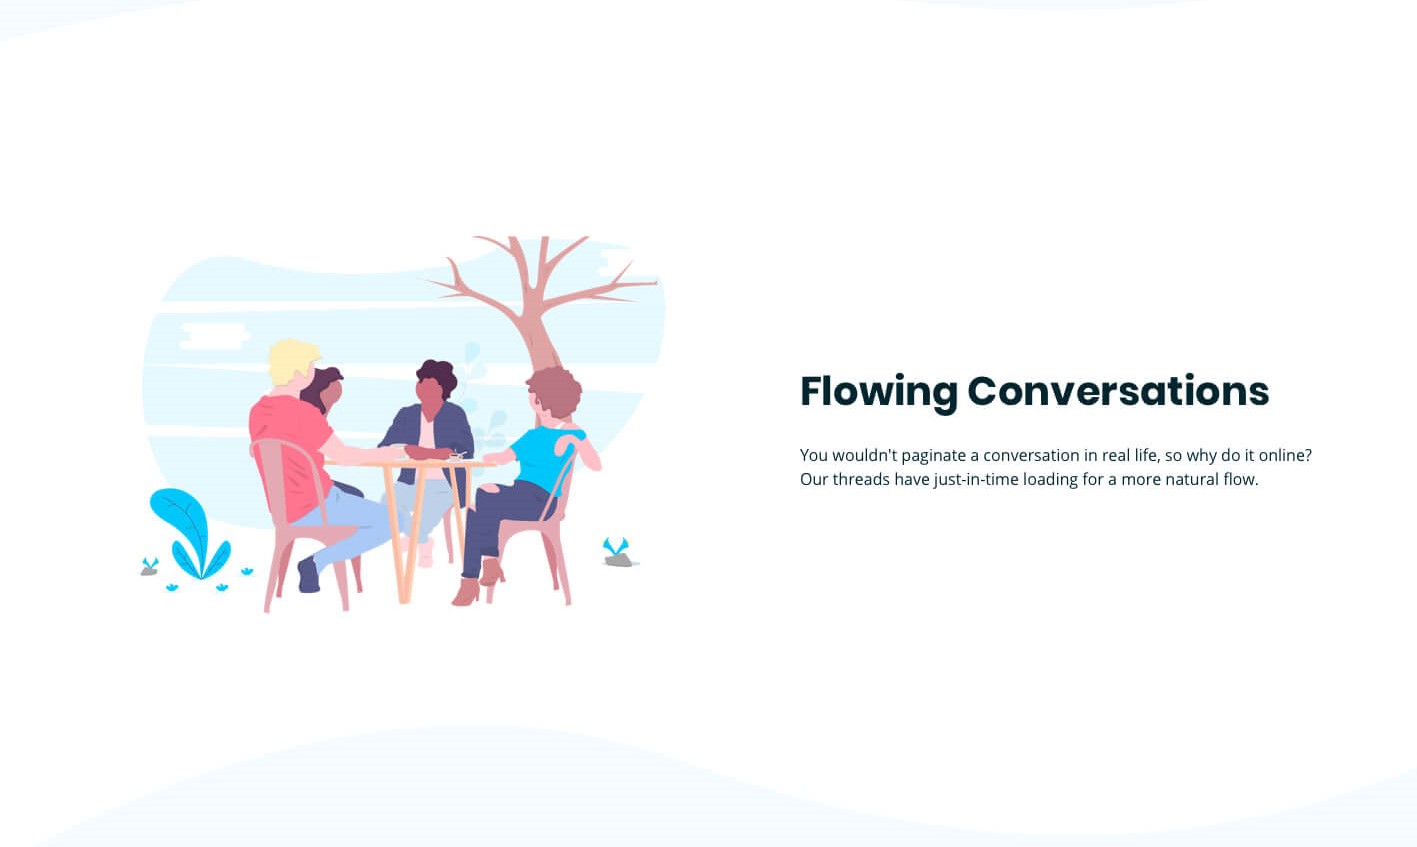 Flowing Conversations
You wouldn't paginate a conversation in real life, so why do it online?
Our threads have just-in-time loading for a more natural flow.